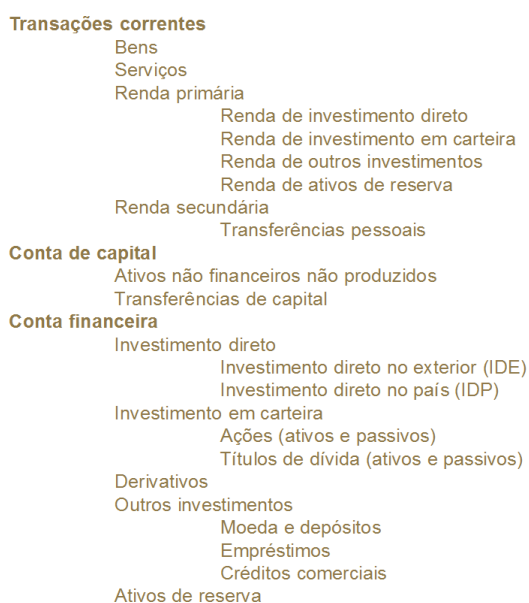 Transações correntes
Bens
Serviços
Renda primária
Renda de investimento direto
Renda de investimento em carteira
Renda de outros investimentos
Renda de ativos de reserva
Renda secundária
Transferências pessoais
Conta de capital
Ativos não financeiros não produzidos
Transferências de capital
Conta financeira
Investimento direto
Investimento direto no exterior (IDE)
Investimento direto no país (IDP)
Investimento em carteira
Ações (ativos e passivos)
Títulos de dívida (ativos e passivos)
Derivativos
Outros investimentos
Moeda e depósitos
Empréstimos
Créditos comerciais
Ativos de reserva